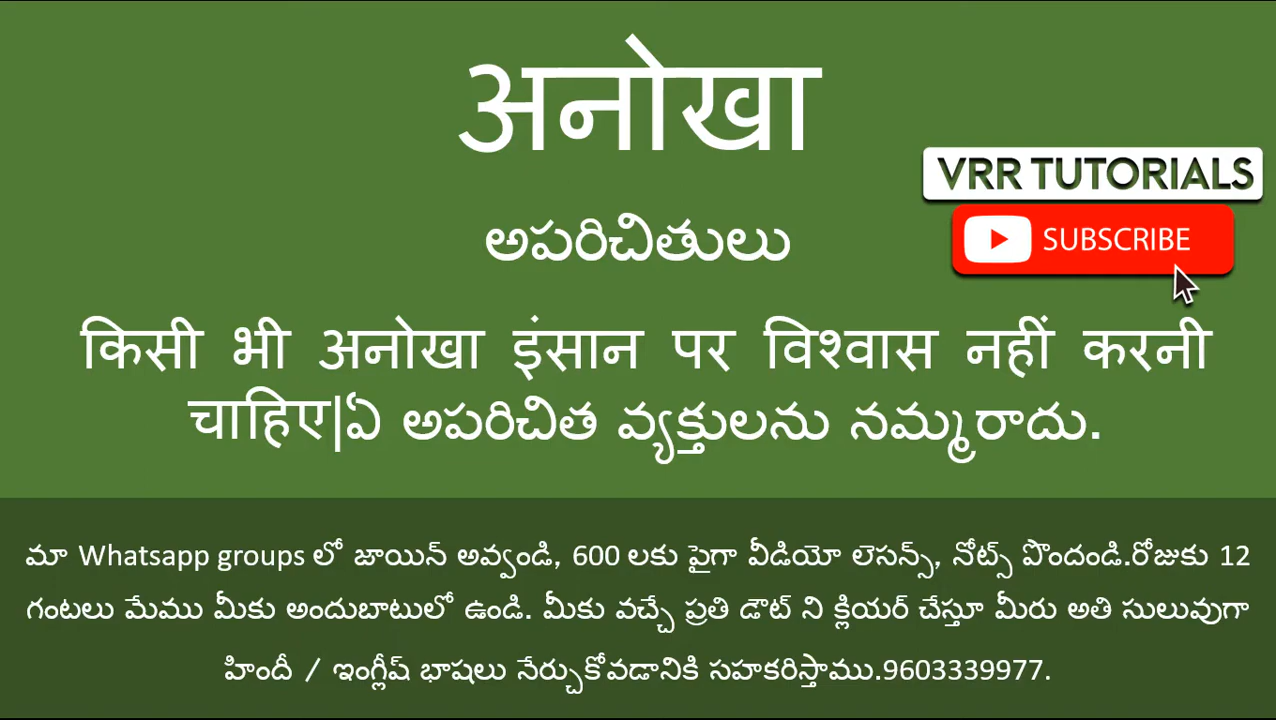 अनोखा
VRR TUTORIALS
అపరిచితులు
SUBSCRIBE
किसी भी अनोखा इंसान पर विश्वास नहीं करनी
चाहिए|ఏ అపరిచిత వ్యక్తులను నమ్మరాదు.
మా Whatsapp groups లో జాయిన్ అవ్వండి, 600 లకు పైగా వీడియో లెసన్స్, నోట్స్ పొందండి.రోజుకు 12
గంటలు మేము మీకు అందుబాటులో ఉండి. మీకు వచ్చే ప్రతి డౌట్ ని క్లియర్ చేస్తూ మీరు అతి సులువుగా
హిందీ / ఇంగ్లీష్ భాషలు నేర్చుకోవడానికి సహకరిస్తాము.9603339977.